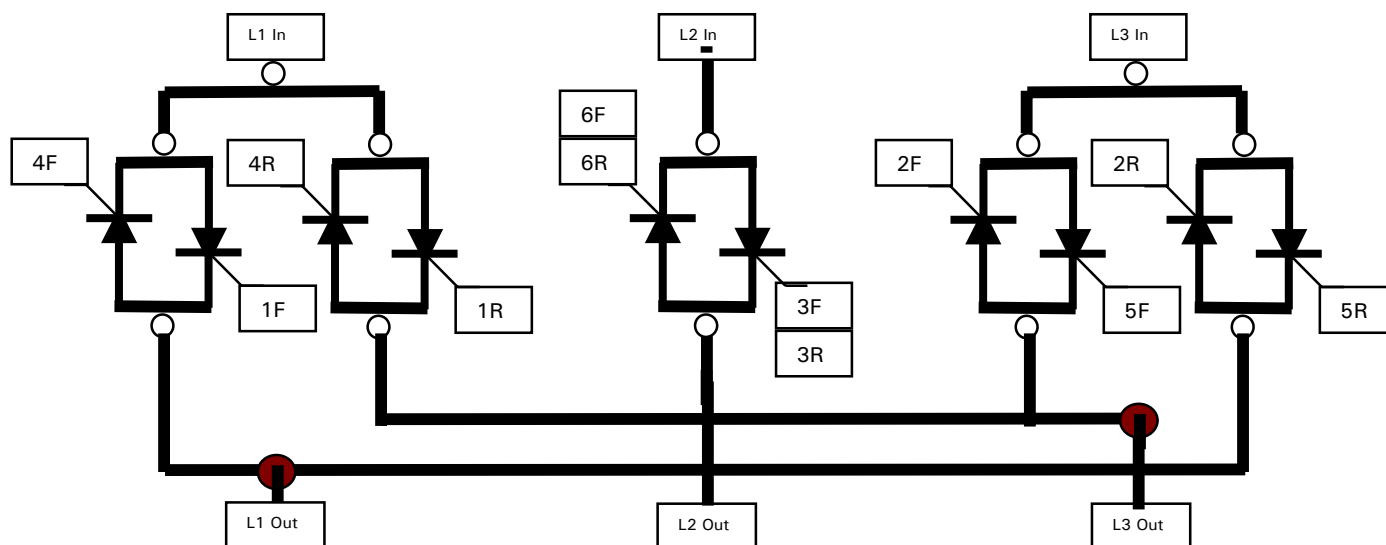 L1 In
L2 In
L3 In
6F
4F
4R
6R
2F
2R
1F
1R
3F
5F
5R
3R
L1 Out
L2 Out
L3 Out